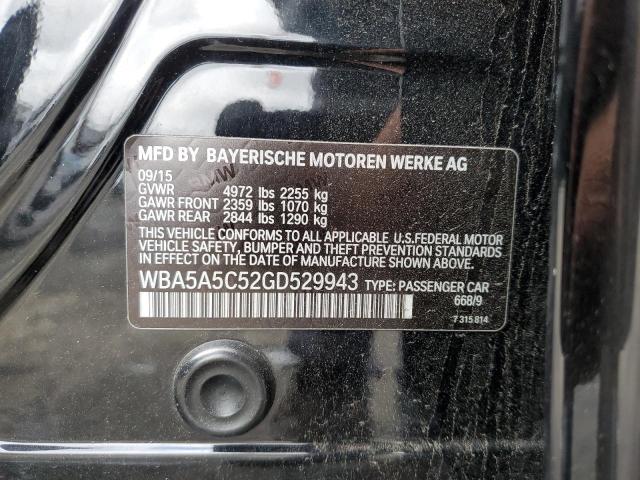 MFD BY BAYERISCHE MOTOREN WERKE AG
09/15
GVWR 4972 lbs 2255 kg
GAWR FRONT 2359 lbs 1070 kg
GAWR REAR 2844 lbs 1290 kg
THIS VEHICLE CONFORMS TO ALL APPLICABLE U.S.FEDERAL MOTOR
VEHICLE SAFETY, BUMPER AND THEFT PREVENTION STANDARDS
IN EFFECT ON THE DATE OF MANUFACTURE SHOWN ABOVE.
WBA5A5C52GD529943 TYPE: PASSENGER CAR
668/9
7 315 814